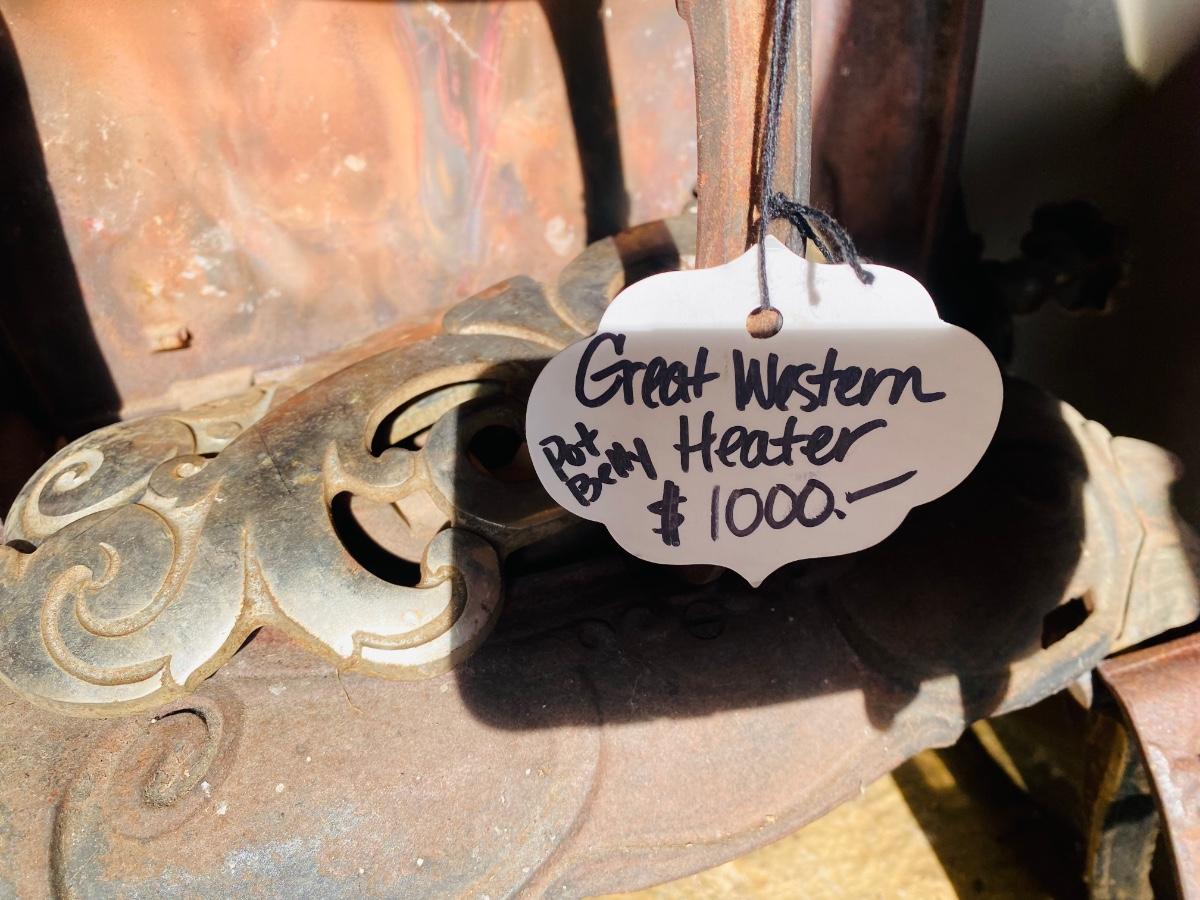 Great Western
Pot Belly Heater
$1000.—